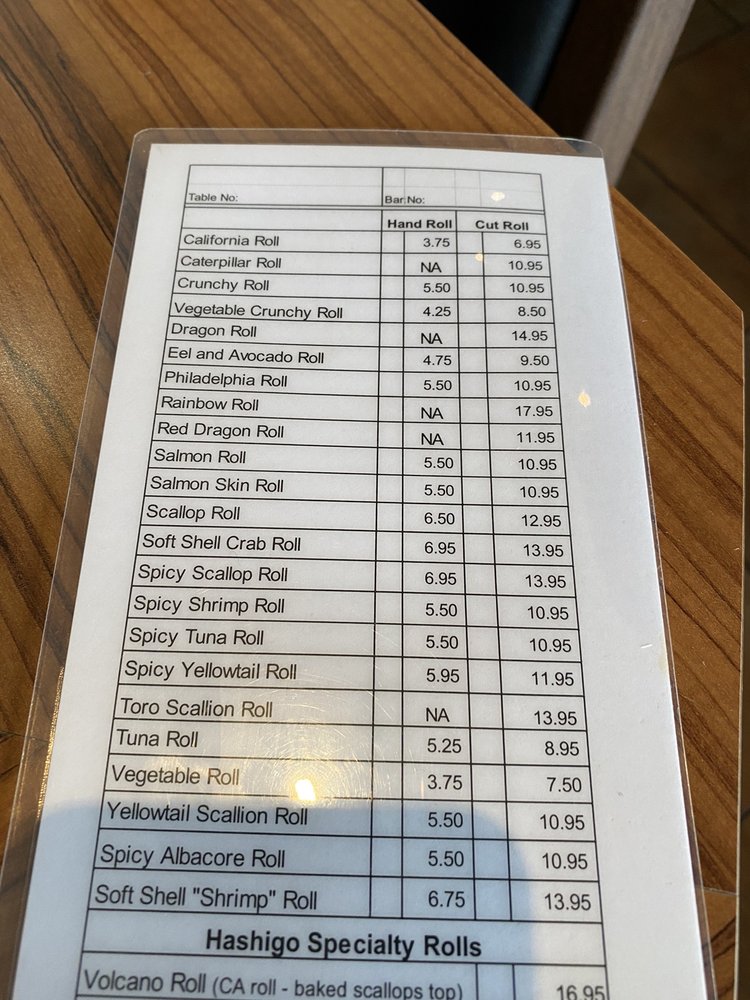 Table No: Bar No:
Hand Roll Cut Roll
California Roll 3.75 6.95
Caterpillar Roll NA 10.95
Crunchy Roll 5.50 10.95
Vegetable Crunchy Roll 4.25 8.50
Dragon Roll NA 14.95
Eel and Avocado Roll 4.75 9.50
Philadelphia Roll 5.50 10.95
Rainbow Roll NA 17.95
Red Dragon Roll NA 11.95
Salmon Roll 5.50 10.95
Salmon Skin Roll 5.50 10.95
Scallop Roll 6.50 12.95
Soft Shell Crab Roll 6.95 13.95
Spicy Scallop Roll 6.95 13.95
Spicy Shrimp Roll 5.50 10.95
Spicy Tuna Roll 5.50 10.95
Spicy Yellowtail Roll 5.95 11.95
Toro Scallion Roll NA 13.95
Tuna Roll 5.25 8.95
Vegetable Roll 3.75 7.50
Yellowtail Scallion Roll 5.50 10.95
Spicy Albacore Roll 5.50 10.95
Soft Shell "Shrimp" Roll 6.75 13.95
Hashigo Specialty Rolls
Volcano Roll (CA roll - baked scallops top) 16.95